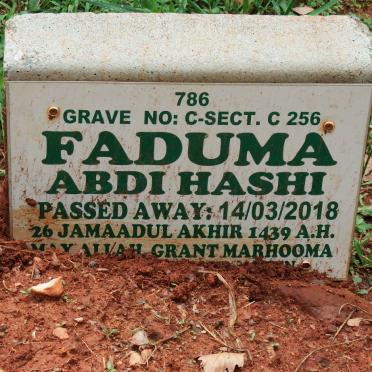 786
GRAVE NO: C-SECT. C 256
FADUMA
ABDI HASHI
PASSED AWAY: 14/03/2018
26 JAMAADUL AKHIR 1439 A.H.
MAY ALLAH GRANT MARHOOMA